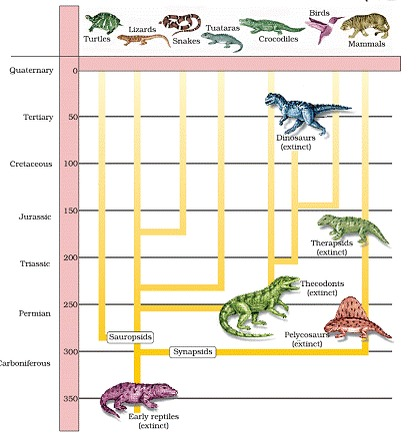 Turtles
Lizards
Snakes
Tuataras
Crocodiles
Birds
Mammals
Quaternary
0
Tertiary
50
Dinosaurs
(extinct)
Cretaceous
100
Jurassic
150
Therapsids
(extinct)
Triassic
200
Thecodonts
(extinct)
250
Permian
Pelycosaurs
(extinct)
Sauropsids
300
Synapsids
Carboniferous
350
Early reptiles
(extinct)